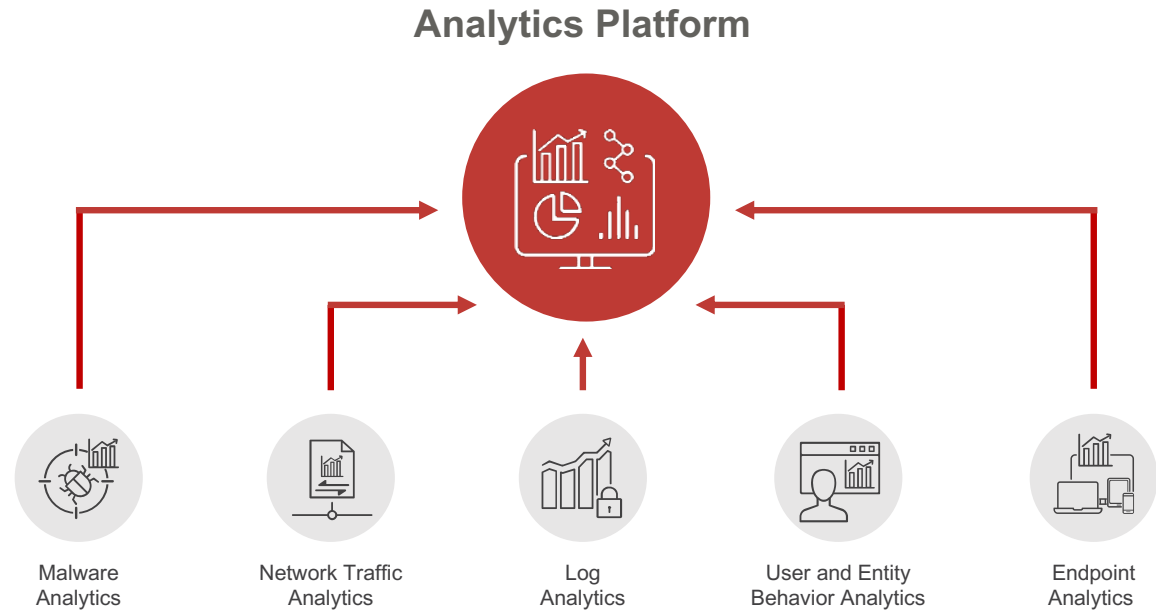 Analytics Platform
Malware
Analytics
Network Traffic
Analytics
Log
Analytics
User and Entity
Behavior Analytics
Endpoint
Analytics